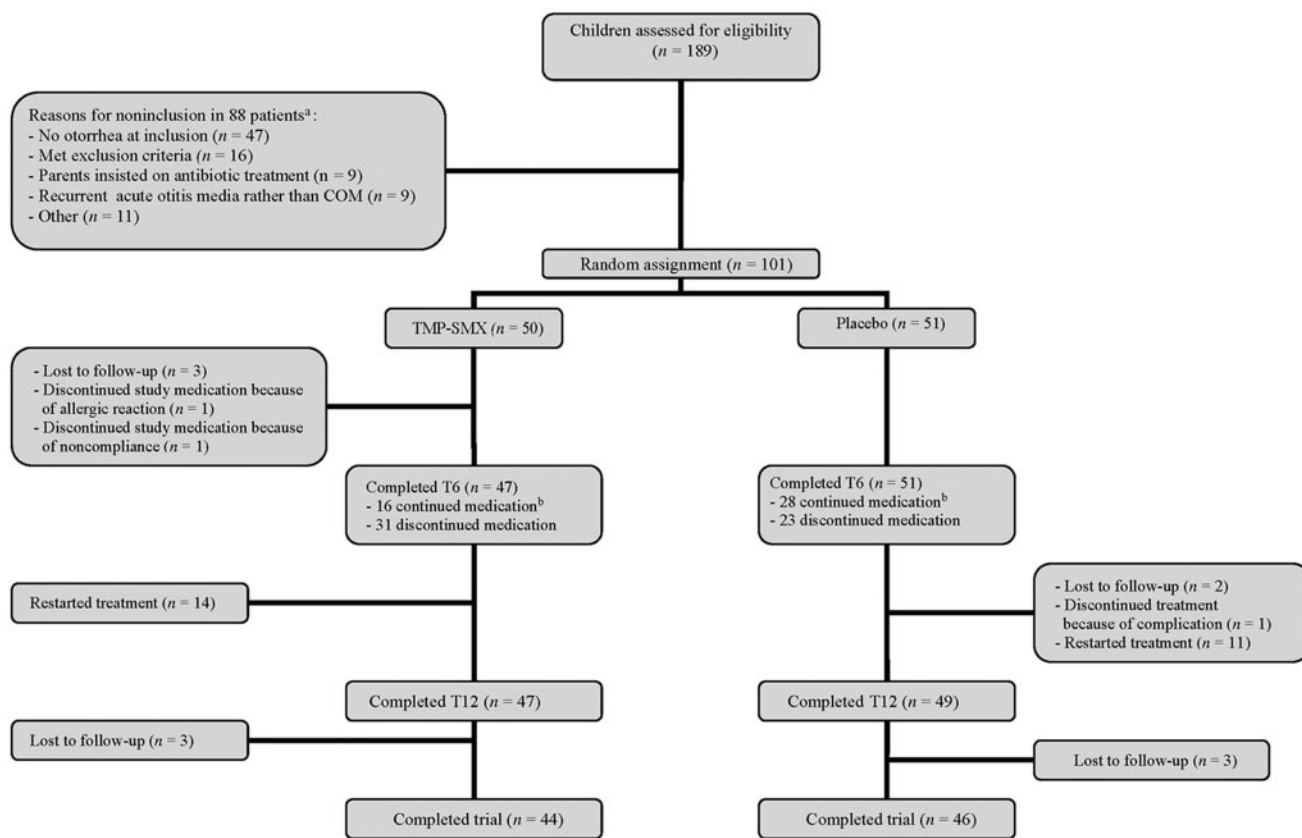 Children assessed for eligibility
(n = 189)
Reasons for noninclusion in 88 patientsᵃ :
- No otorrhea at inclusion (n = 47)
- Met exclusion criteria (n = 16)
- Parents insisted on antibiotic treatment (n = 9)
- Recurrent acute otitis media rather than COM (n = 9)
- Other (n = 11)
Random assignment (n = 101)
TMP-SMX (n = 50)
Placebo (n = 51)
- Lost to follow-up (n = 3)
- Discontinued study medication because
of allergic reaction (n = 1)
- Discontinued study medication because
of noncompliance (n = 1)
Completed T6 (n = 47)
- 16 continued medicationᵇ
- 31 discontinued medication
Completed T6 (n = 51)
- 28 continued medicationᵇ
- 23 discontinued medication
Restarted treatment (n = 14)
- Lost to follow-up (n = 2)
- Discontinued treatment
because of complication (n = 1)
- Restarted treatment (n = 11)
Completed T12 (n = 47)
Completed T12 (n = 49)
Lost to follow-up (n = 3)
Lost to follow-up (n = 3)
Completed trial (n = 44)
Completed trial (n = 46)